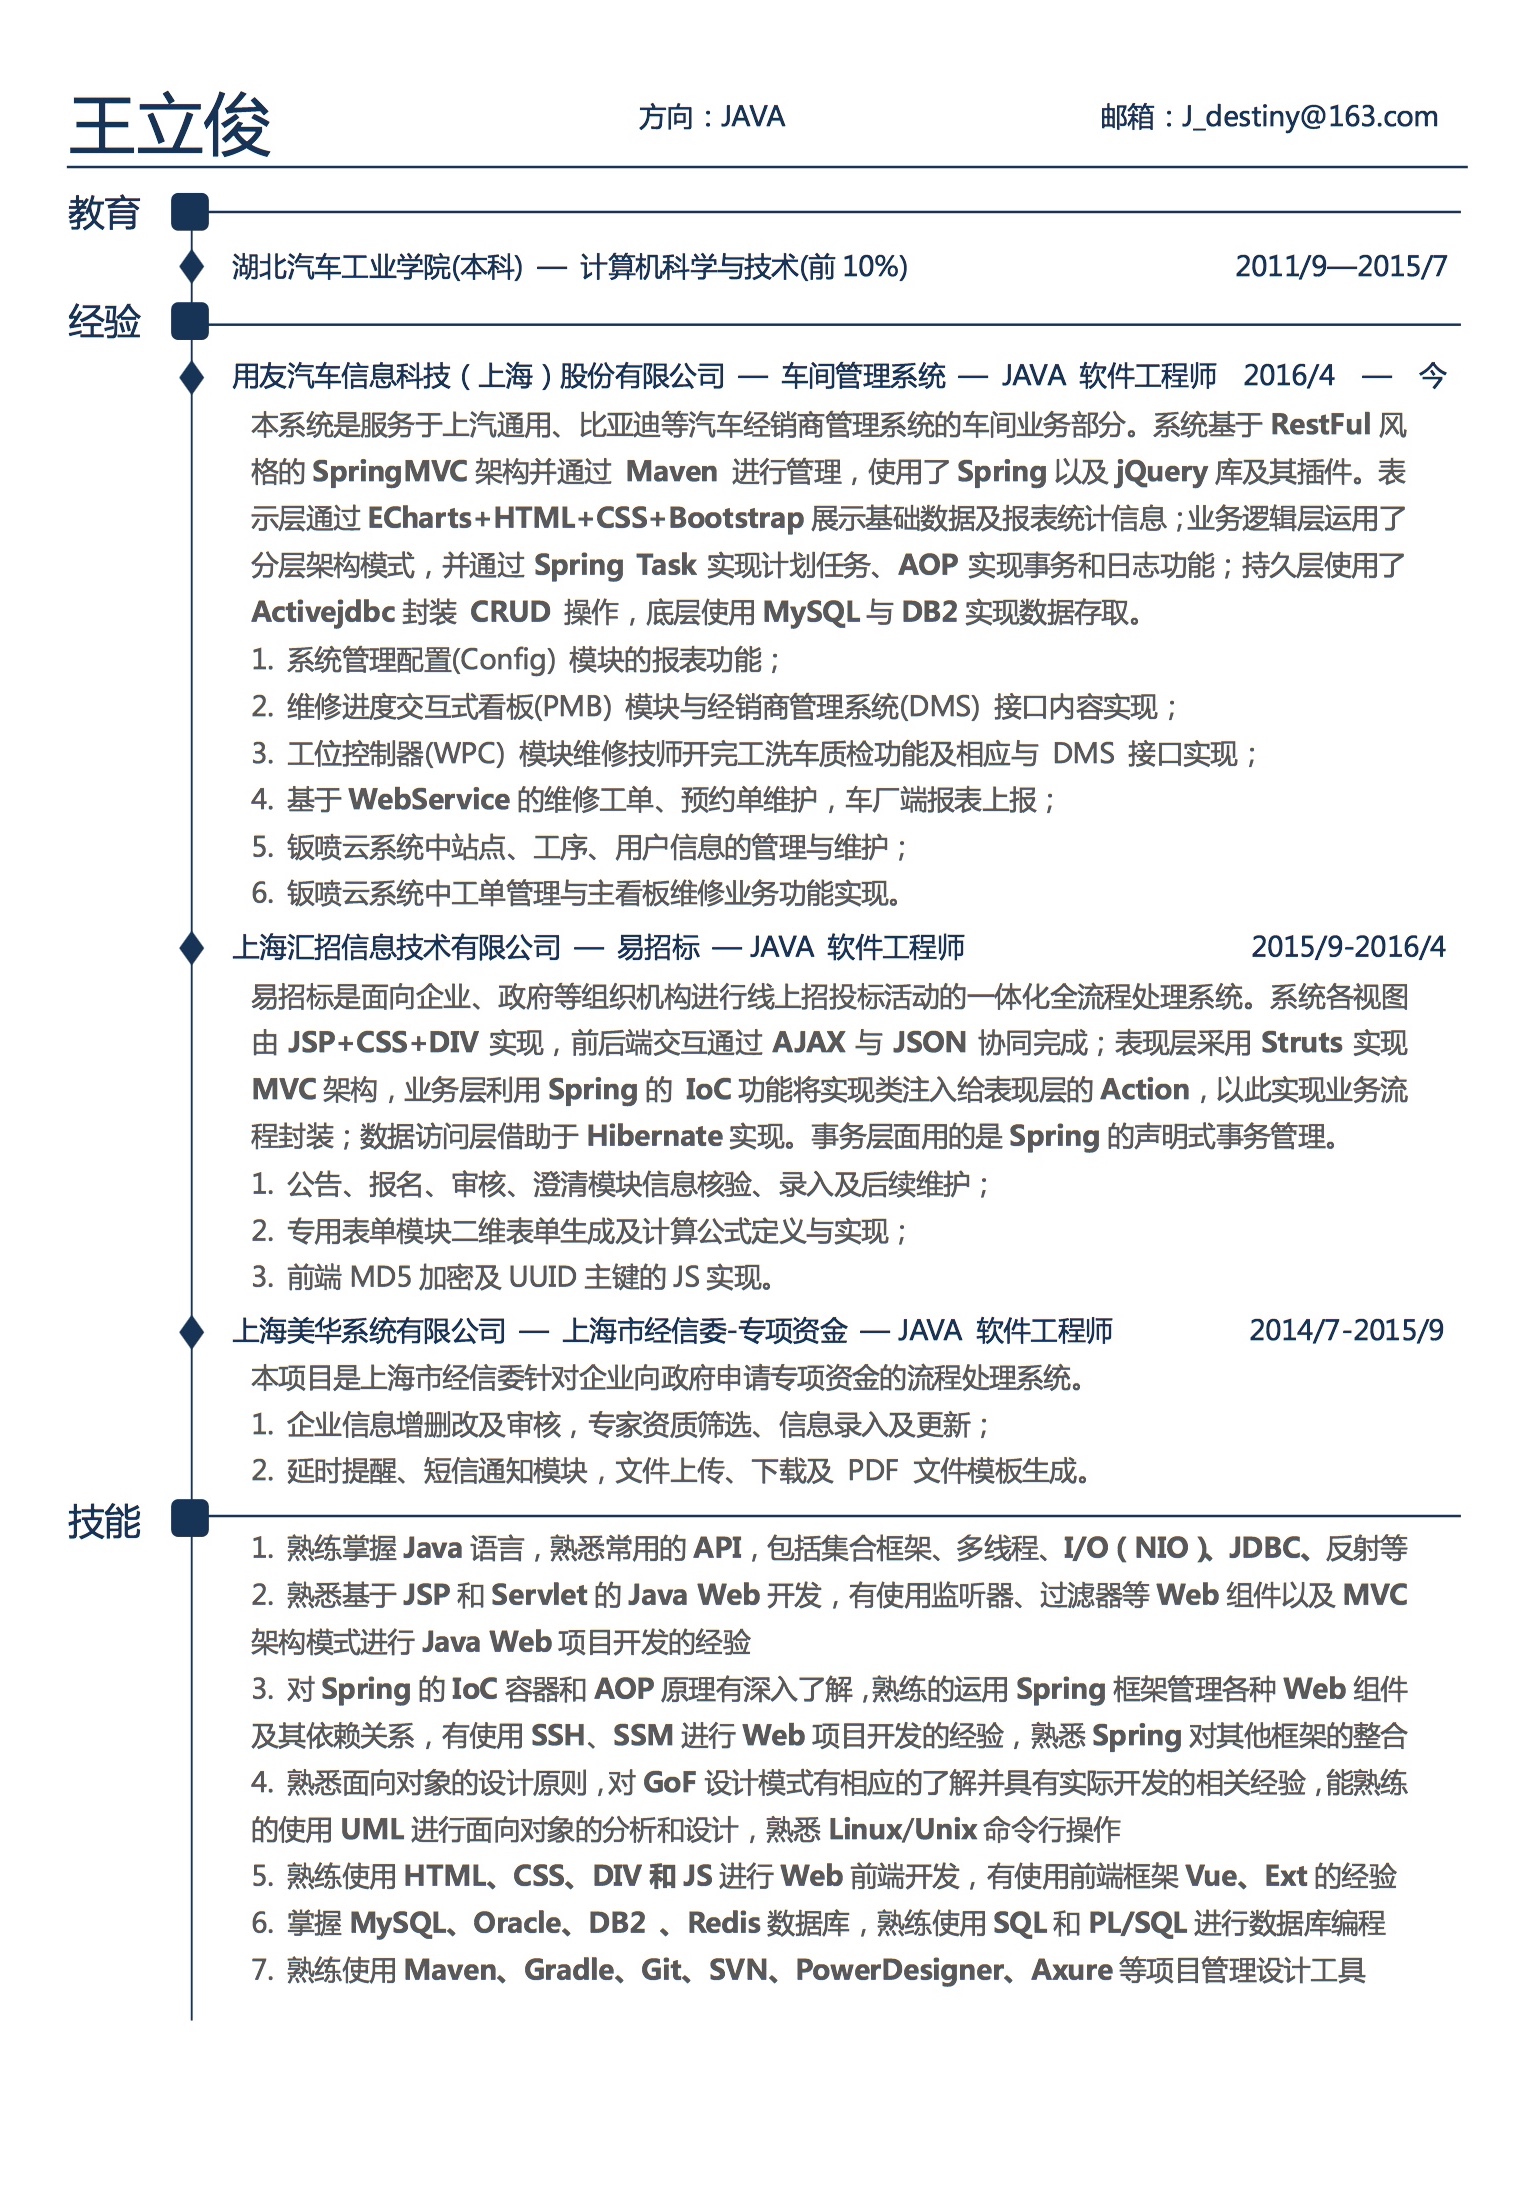 王立俊 方向：JAVA 邮箱：J_destiny@163.com
教育
湖北汽车工业学院(本科) — 计算机科学与技术(前 10%) 2011/9—2015/7
经验
用友汽车信息科技（上海）股份有限公司 — 车间管理系统 — JAVA 软件工程师 2016/4 — 今
本系统是服务于上汽通用、比亚迪等汽车经销商管理系统的车间业务部分。系统基于 RestFul 风
格的 SpringMVC 架构并通过 Maven 进行管理，使用了 Spring 以及 jQuery 库及其插件。表
示层通过 ECharts+HTML+CSS+Bootstrap 展示基础数据及报表统计信息；业务逻辑层运用了
分层架构模式，并通过 Spring Task 实现计划任务、AOP 实现事务和日志功能；持久层使用了
Activejdbc 封装 CRUD 操作，底层使用 MySQL 与 DB2 实现数据存取。
1. 系统管理配置(Config) 模块的报表功能；
2. 维修进度交互式看板(PMB) 模块与经销商管理系统(DMS) 接口内容实现；
3. 工位控制器(WPC) 模块维修技师开完工洗车质检功能及相应与 DMS 接口实现；
4. 基于 WebService 的维修工单、预约单维护，车厂端报表上报；
5. 钣喷云系统中站点、工序、用户信息的管理与维护；
6. 钣喷云系统中工单管理与主看板维修业务功能实现。
上海汇招信息技术有限公司 — 易招标 — JAVA 软件工程师 2015/9-2016/4
易招标是面向企业、政府等组织机构进行线上招投标活动的一体化全流程处理系统。系统各视图
由 JSP+CSS+DIV 实现，前后端交互通过 AJAX 与 JSON 协同完成；表现层采用 Struts 实现
MVC 架构，业务层利用 Spring 的 IoC 功能将实现类注入给表现层的 Action，以此实现业务流
程封装；数据访问层借助于 Hibernate 实现。事务层面用的是 Spring 的声明式事务管理。
1. 公告、报名、审核、澄清模块信息核验、录入及后续维护；
2. 专用表单模块二维表单生成及计算公式定义与实现；
3. 前端 MD5 加密及 UUID 主键的 JS 实现。
上海美华系统有限公司 — 上海市经信委-专项资金 — JAVA 软件工程师 2014/7-2015/9
本项目是上海市经信委针对企业向政府申请专项资金的流程处理系统。
1. 企业信息增删改及审核，专家资质筛选、信息录入及更新；
2. 延时提醒、短信通知模块，文件上传、下载及 PDF 文件模板生成。
技能
1. 熟练掌握 Java 语言，熟悉常用的 API，包括集合框架、多线程、I/O（NIO）、JDBC、反射等
2. 熟悉基于 JSP 和 Servlet 的 Java Web 开发，有使用监听器、过滤器等 Web 组件以及 MVC
架构模式进行 Java Web 项目开发的经验
3. 对 Spring 的 IoC 容器和 AOP 原理有深入了解，熟练的运用 Spring 框架管理各种 Web 组件
及其依赖关系，有使用 SSH、SSM 进行 Web 项目开发的经验，熟悉 Spring 对其他框架的整合
4. 熟悉面向对象的设计原则，对 GoF 设计模式有相应的了解并具有实际开发的相关经验，能熟练
的使用 UML 进行面向对象的分析和设计，熟悉 Linux/Unix 命令行操作
5. 熟练使用 HTML、CSS、DIV 和 JS 进行 Web 前端开发，有使用前端框架 Vue、Ext 的经验
6. 掌握 MySQL、Oracle、DB2 、Redis 数据库，熟练使用 SQL 和 PL/SQL 进行数据库编程
7. 熟练使用 Maven、Gradle、Git、SVN、PowerDesigner、Axure 等项目管理设计工具